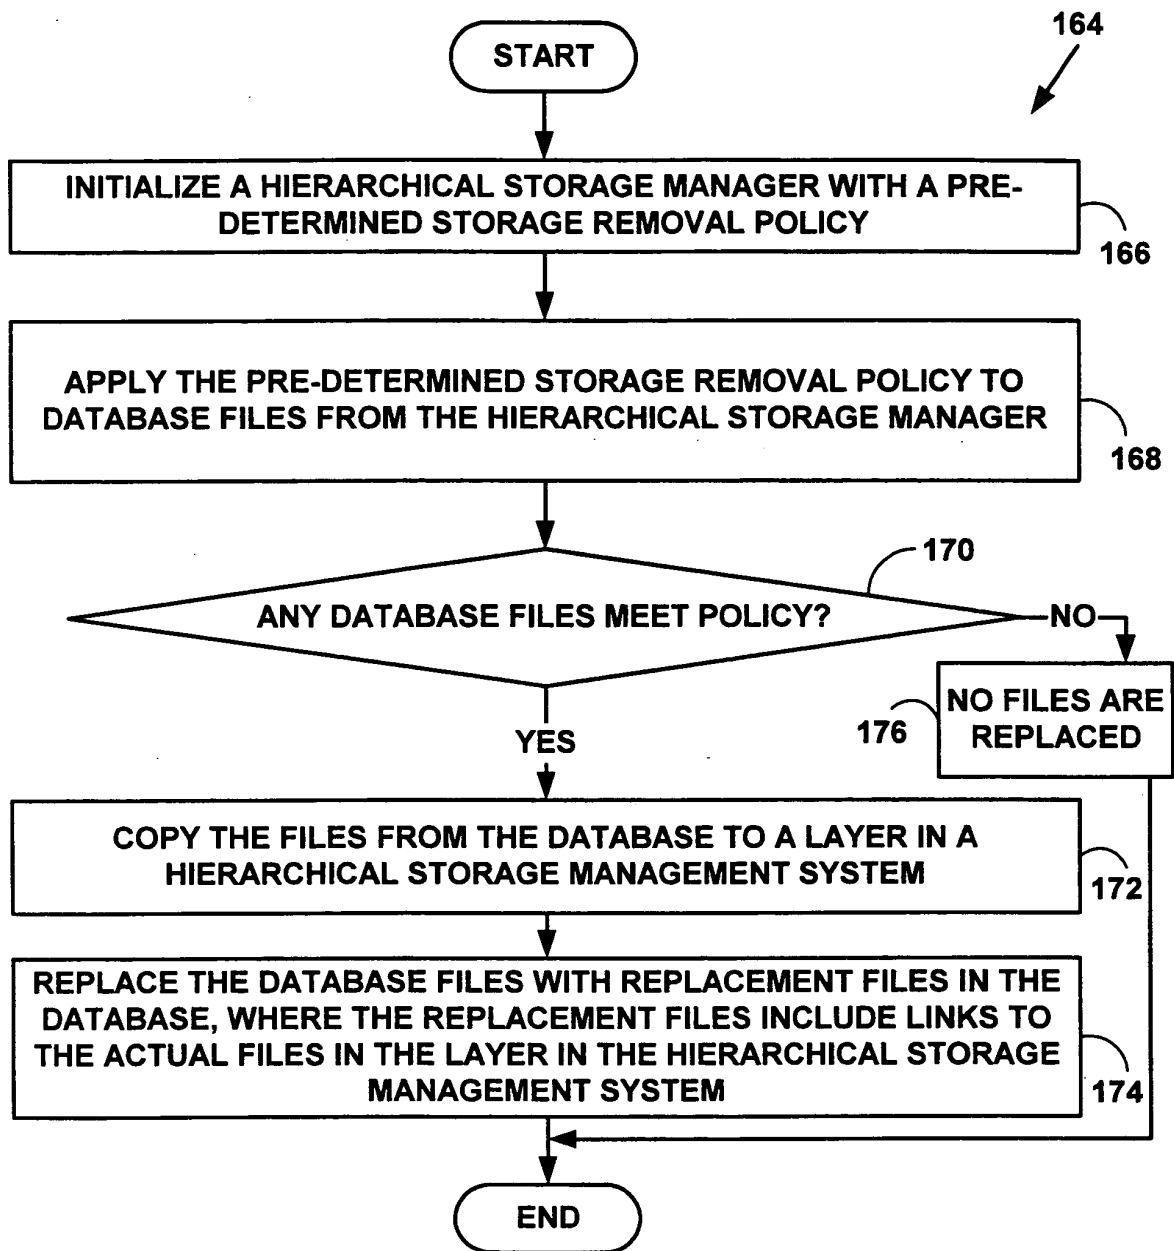 164
START
INITIALIZE A HIERARCHICAL STORAGE MANAGER WITH A PRE-
DETERMINED STORAGE REMOVAL POLICY
166
APPLY THE PRE-DETERMINED STORAGE REMOVAL POLICY TO
DATABASE FILES FROM THE HIERARCHICAL STORAGE MANAGER
168
170
ANY DATABASE FILES MEET POLICY?
NO
NO FILES ARE
REPLACED
176
YES
COPY THE FILES FROM THE DATABASE TO A LAYER IN A
HIERARCHICAL STORAGE MANAGEMENT SYSTEM
172
REPLACE THE DATABASE FILES WITH REPLACEMENT FILES IN THE
DATABASE, WHERE THE REPLACEMENT FILES INCLUDE LINKS TO
THE ACTUAL FILES IN THE LAYER IN THE HIERARCHICAL STORAGE
MANAGEMENT SYSTEM
174
END